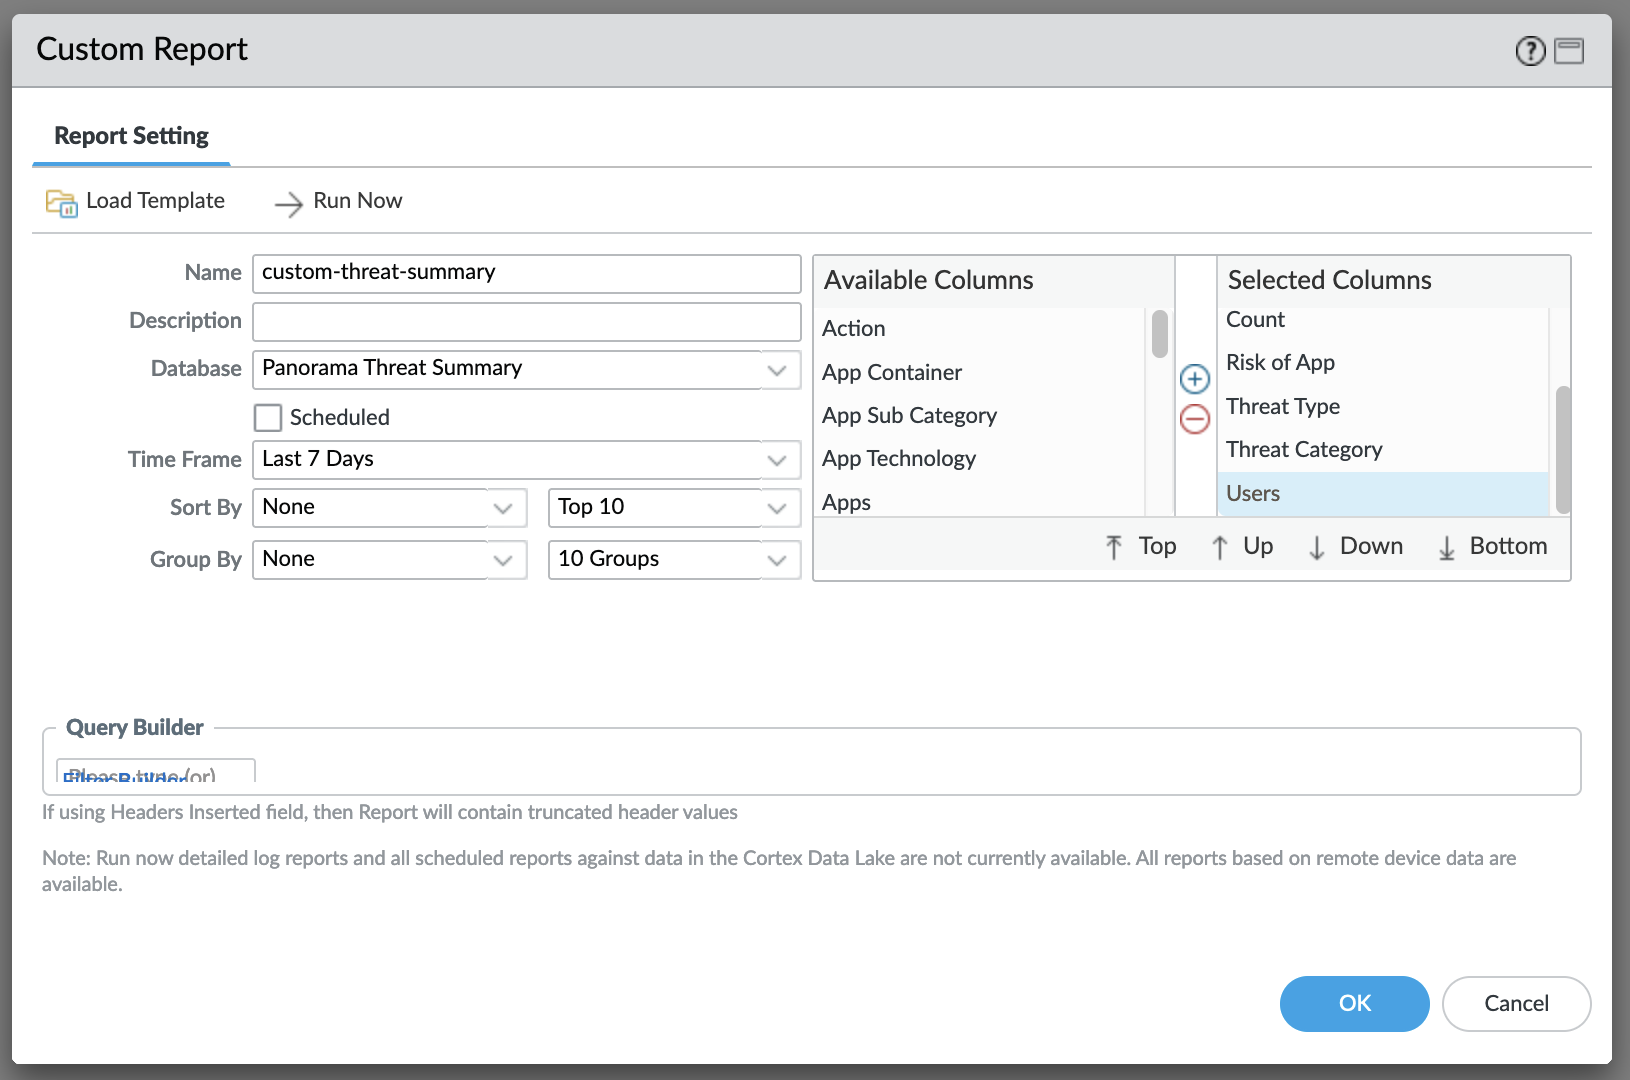 Custom Report
Report Setting
Load Template
Run Now
Name
custom-threat-summary
Description
Database
Panorama Threat Summary
Scheduled
Time Frame
Last 7 Days
Sort By
None
Top 10
Group By
None
10 Groups
Available Columns
Action
App Container
App Sub Category
App Technology
Apps
Selected Columns
Count
Risk of App
Threat Type
Threat Category
Users
Top
Up
Down
Bottom
Query Builder
Please type (or)
Filter Builder
If using Headers Inserted field, then Report will contain truncated header values
Note: Run now detailed log reports and all scheduled reports against data in the Cortex Data Lake are not currently available. All reports based on remote device data are
available.
OK
Cancel